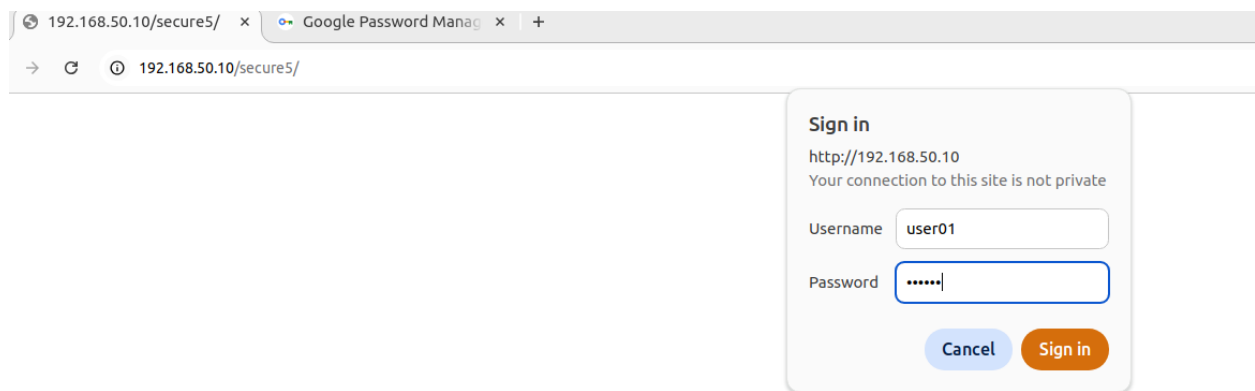 192.168.50.10/secure5/ × Google Password Manag × +
192.168.50.10/secure5/
Sign in
http://192.168.50.10
Your connection to this site is not private
Username user01
Password ••••••
Cancel Sign in